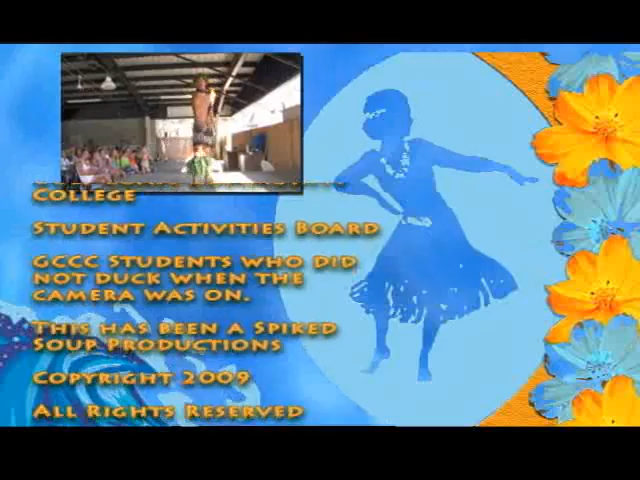 College
Student Activities Board
GCCC Students who did
not duck when the
camera was on.
This has been a Spiked
Soup Productions
Copyright 2009
All Rights Reserved